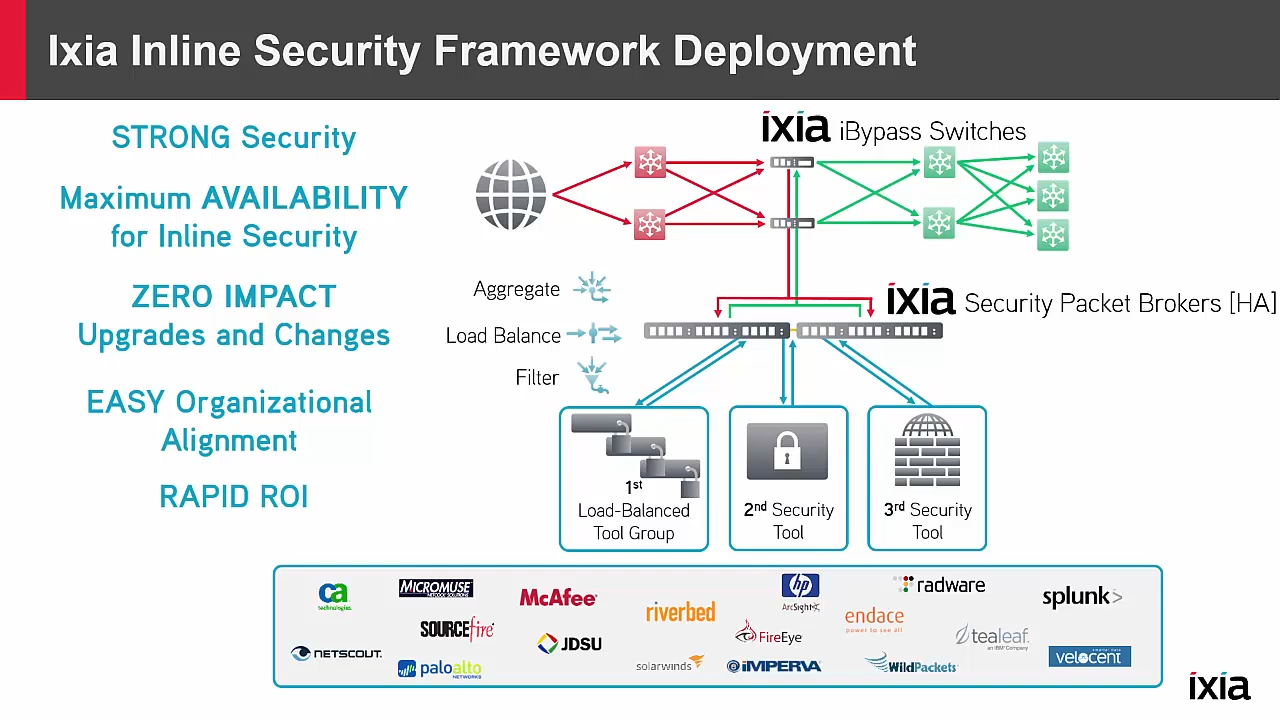 Ixia Inline Security Framework Deployment
STRONG Security
Maximum AVAILABILITY
for Inline Security
ZERO IMPACT
Upgrades and Changes
EASY Organizational
Alignment
RAPID ROI
ixia iBypass Switches
Aggregate
Load Balance
Filter
ixia Security Packet Brokers [HA]
1st
Load-Balanced
Tool Group
2nd Security
Tool
3rd Security
Tool
ca
technologies
MICROMUSE
McAfee
riverbed
hp
ArcSight
radware
splunk>
SOURCEfire
JDSU
FireEye
endace
power to see all
tealeaf
an IBM Company
NETSCOUT
paloalto
NETWORKS
solarwinds
IMPERVA
WildPackets
velocent
ixia